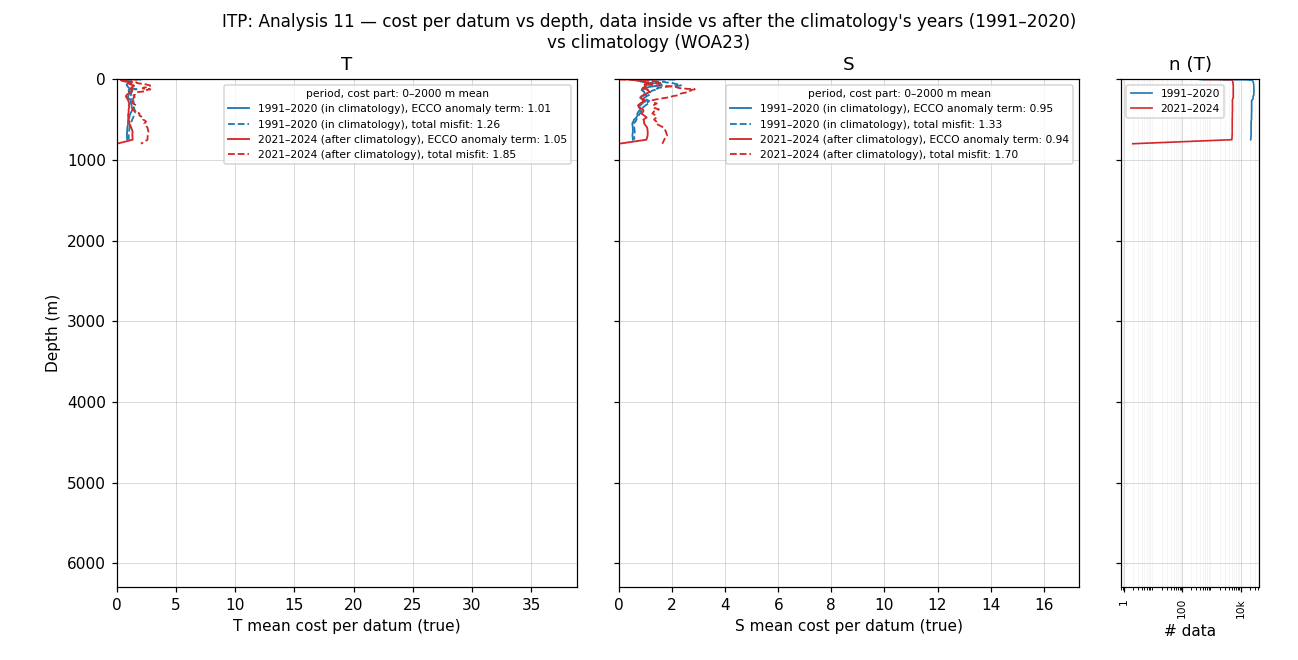 ITP: Analysis 11 — cost per datum vs depth, data inside vs after the climatology's years (1991–2020)
vs climatology (WOA23)
T
S
n (T)
period, cost part: 0–2000 m mean
1991–2020 (in climatology), ECCO anomaly term: 1.01
1991–2020 (in climatology), total misfit: 1.26
2021–2024 (after climatology), ECCO anomaly term: 1.05
2021–2024 (after climatology), total misfit: 1.85
period, cost part: 0–2000 m mean
1991–2020 (in climatology), ECCO anomaly term: 0.95
1991–2020 (in climatology), total misfit: 1.33
2021–2024 (after climatology), ECCO anomaly term: 0.94
2021–2024 (after climatology), total misfit: 1.70
1991–2020
2021–2024
0
1000
2000
3000
4000
5000
6000
Depth (m)
0 5 10 15 20 25 30 35
T mean cost per datum (true)
0 2 4 6 8 10 12 14 16
S mean cost per datum (true)
1 100 10k
# data